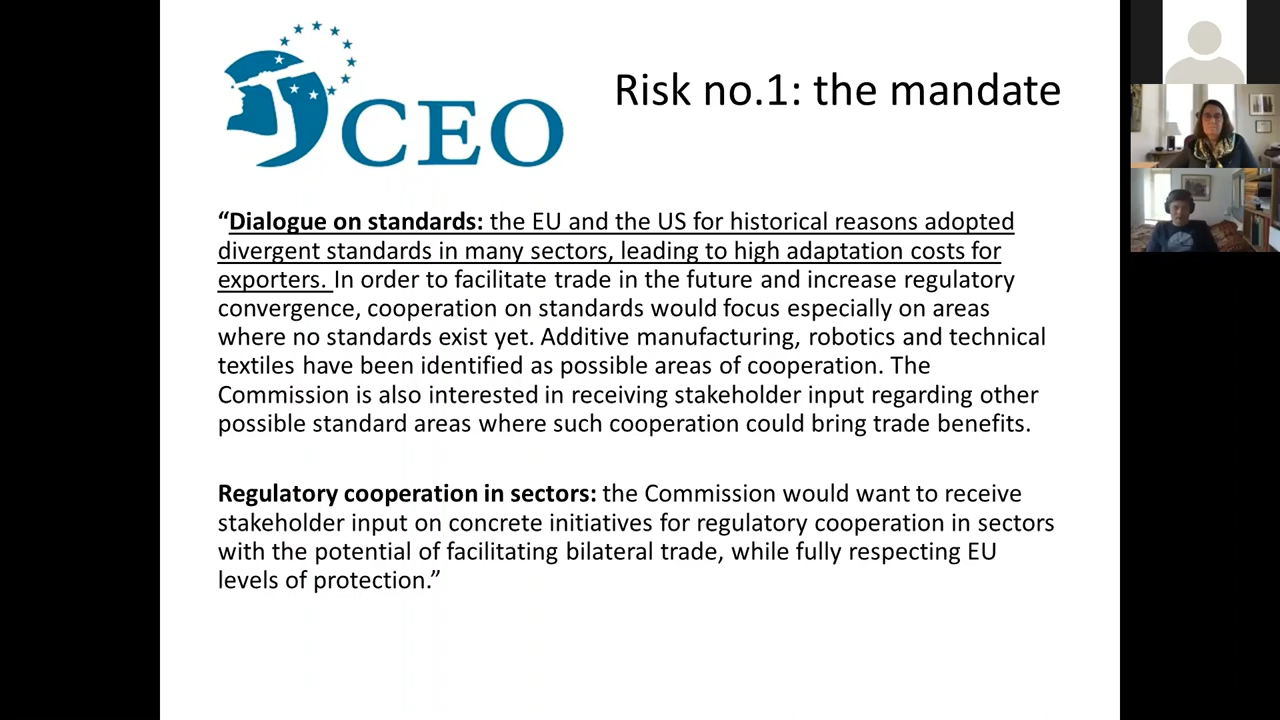 CEO
Risk no.1: the mandate
“Dialogue on standards: the EU and the US for historical reasons adopted
divergent standards in many sectors, leading to high adaptation costs for
exporters. In order to facilitate trade in the future and increase regulatory
convergence, cooperation on standards would focus especially on areas
where no standards exist yet. Additive manufacturing, robotics and technical
textiles have been identified as possible areas of cooperation. The
Commission is also interested in receiving stakeholder input regarding other
possible standard areas where such cooperation could bring trade benefits.
Regulatory cooperation in sectors: the Commission would want to receive
stakeholder input on concrete initiatives for regulatory cooperation in sectors
with the potential of facilitating bilateral trade, while fully respecting EU
levels of protection.”